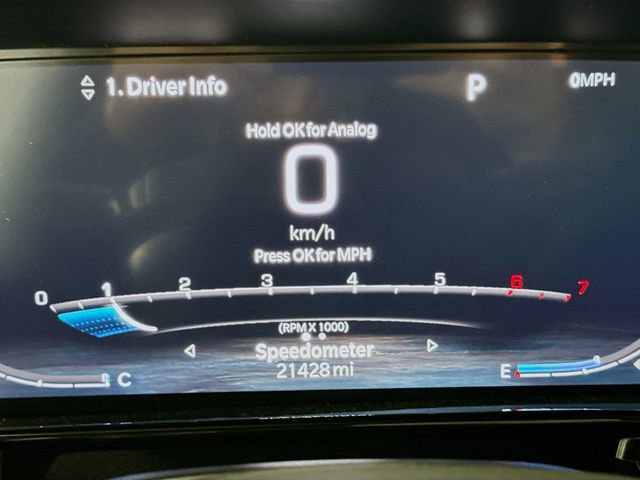 1. Driver Info
P
0MPH
Hold OK for Analog
0
km/h
Press OK for MPH
0 1 2 3 4 5 6 7
(RPM X 1000)
Speedometer
21428 mi
C
E